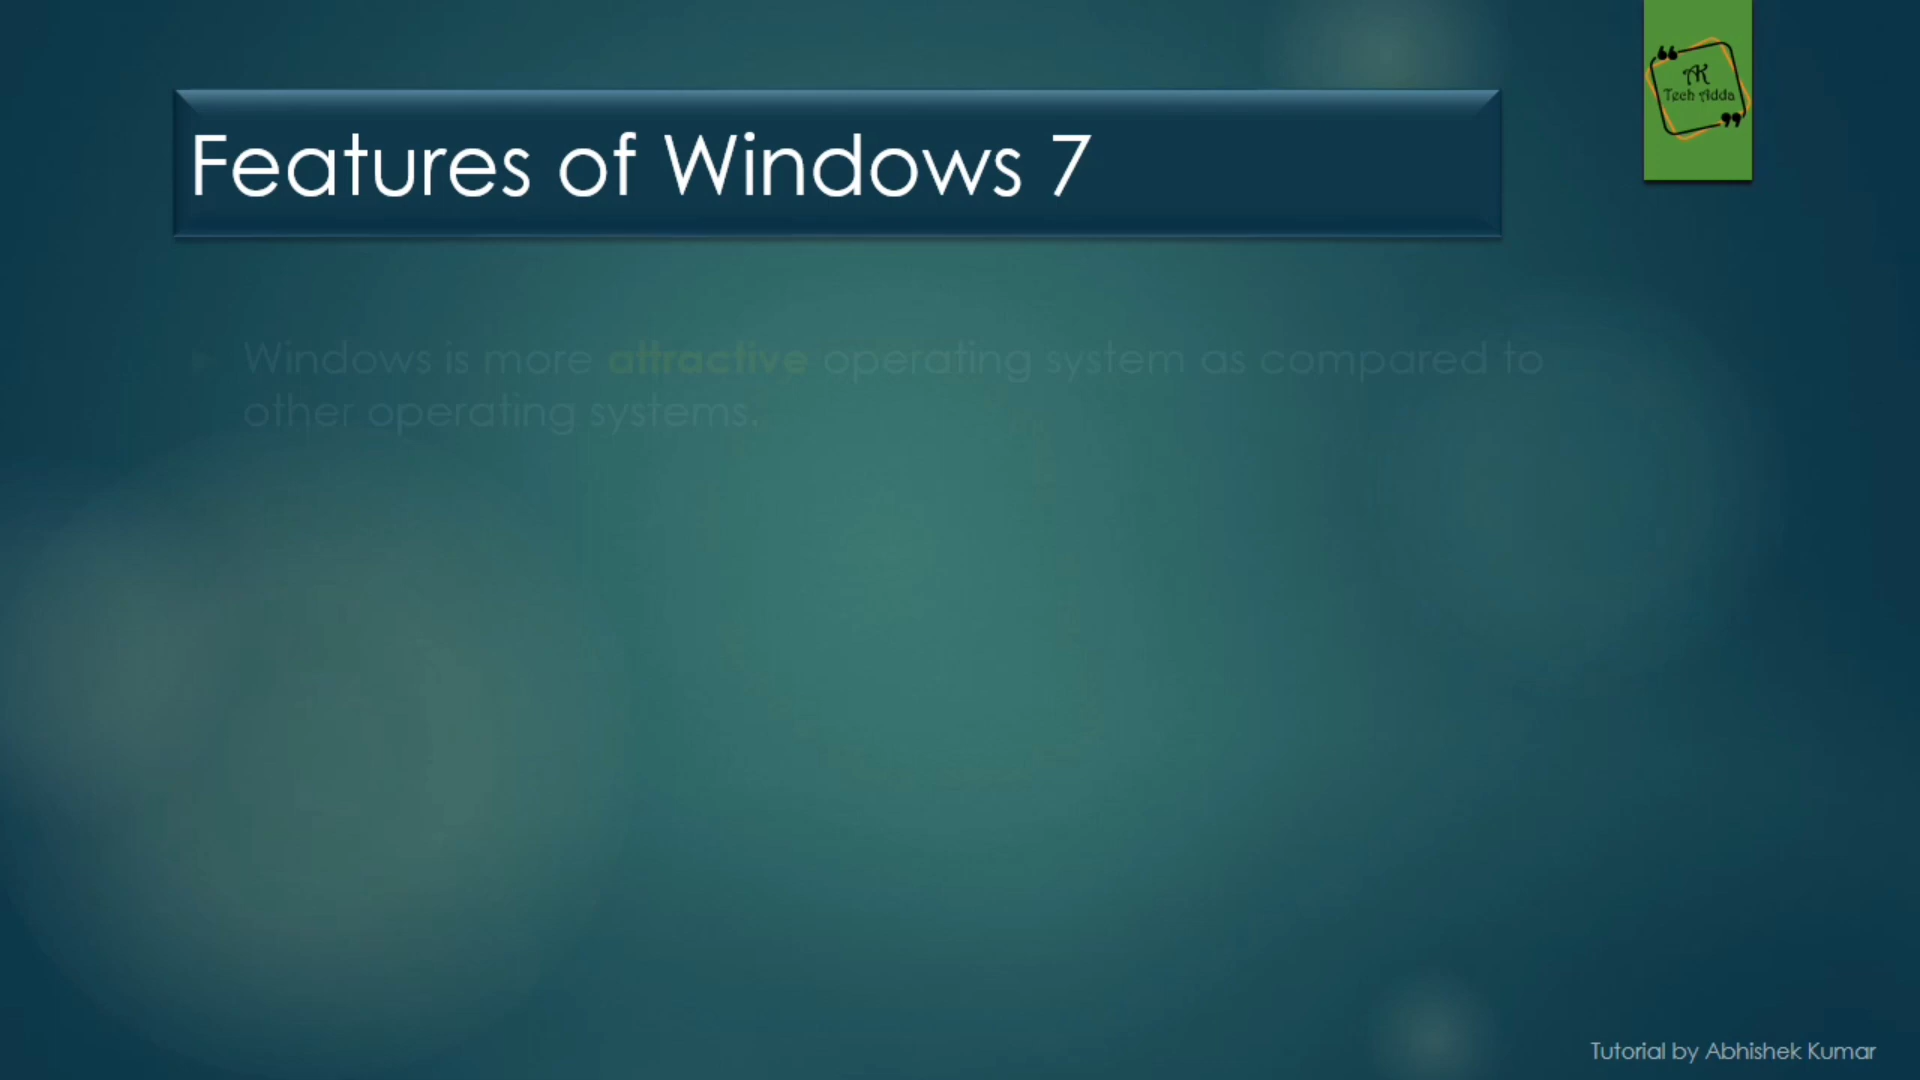 Features of Windows 7
AK
Tech Adda
Windows is more attractive operating system as compared to
other operating systems.
Tutorial by Abhishek Kumar